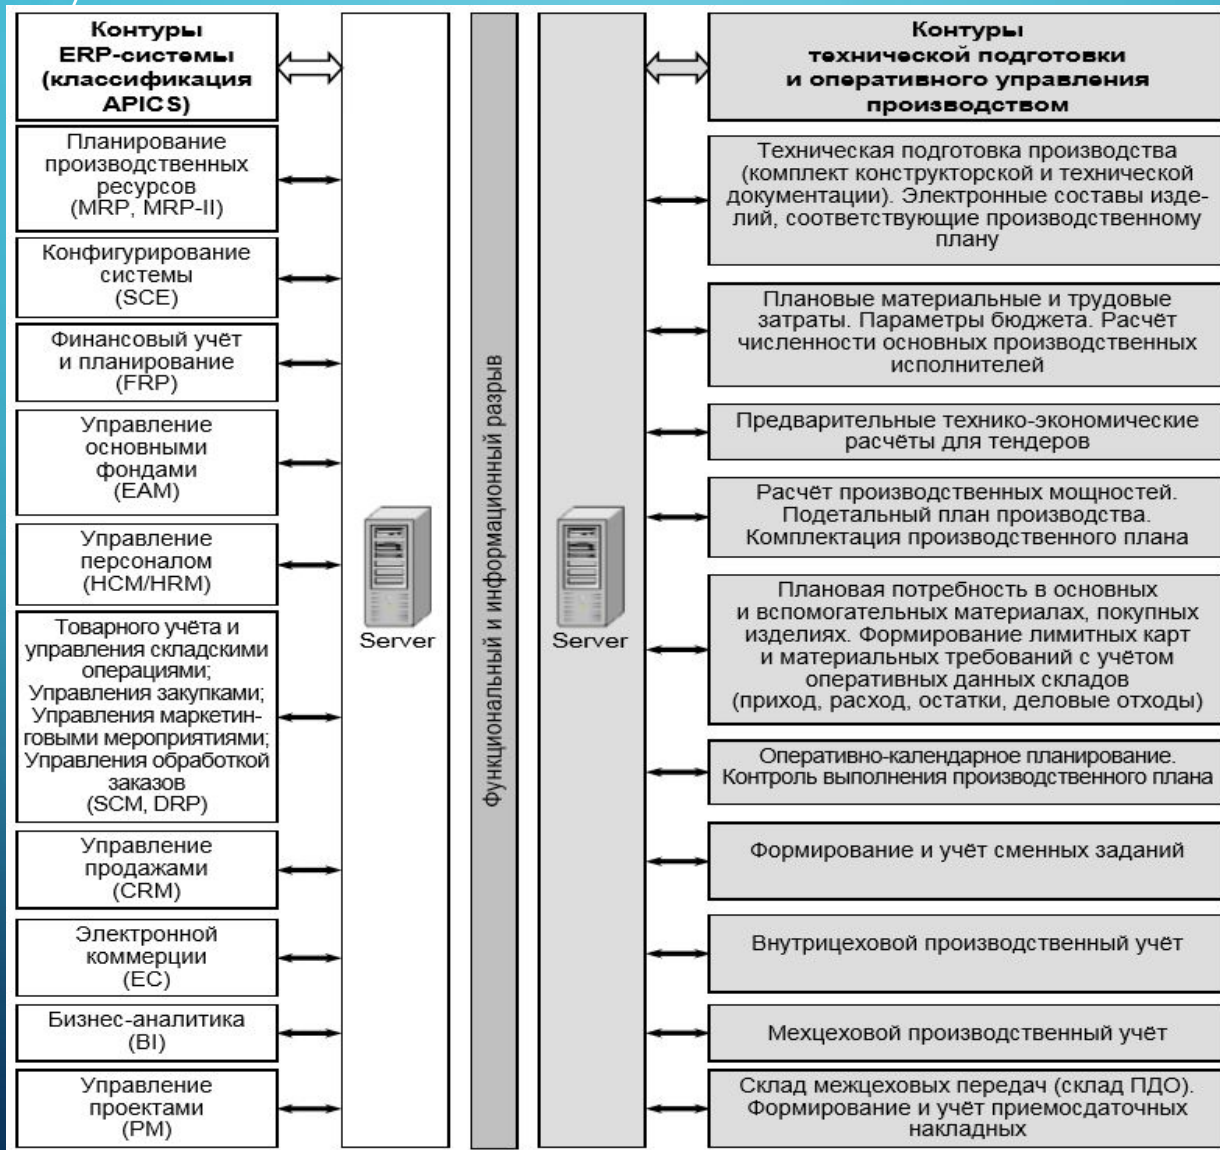 Контуры
ERP-системы
(классификация
APICS)
Планирование
производственных
ресурсов
(MRP, MRP-II)
Конфигурирование
системы
(SCE)
Финансовый учёт
и планирование
(FRP)
Управление
основными
фондами
(EAM)
Управление
персоналом
(HCM/HRM)
Товарного учёта и
управления складскими
операциями;
Управления закупками;
Управления маркетин-
говыми мероприятиями;
Управления обработкой
заказов
(SCM, DRP)
Управление
продажами
(CRM)
Электронной
коммерции
(EC)
Бизнес-аналитика
(BI)
Управление
проектами
(PM)
Server
Функциональный и информационный разрыв
Server
Контуры
технической подготовки
и оперативного управления
производством
Техническая подготовка производства
(комплект конструкторской и технической
документации). Электронные составы изде-
лий, соответствующие производственному
плану
Плановые материальные и трудовые
затраты. Параметры бюджета. Расчёт
численности основных производственных
исполнителей
Предварительные технико-экономические
расчёты для тендеров
Расчёт производственных мощностей.
Подетальный план производства.
Комплектация производственного плана
Плановая потребность в основных
и вспомогательных материалах, покупных
изделиях. Формирование лимитных карт
и материальных требований с учётом
оперативных данных складов
(приход, расход, остатки, деловые отходы)
Оперативно-календарное планирование.
Контроль выполнения производственного плана
Формирование и учёт сменных заданий
Внутрицеховой производственный учёт
Мехцеховой производственный учёт
Склад межцеховых передач (склад ПДО).
Формирование и учёт приемосдаточных
накладных